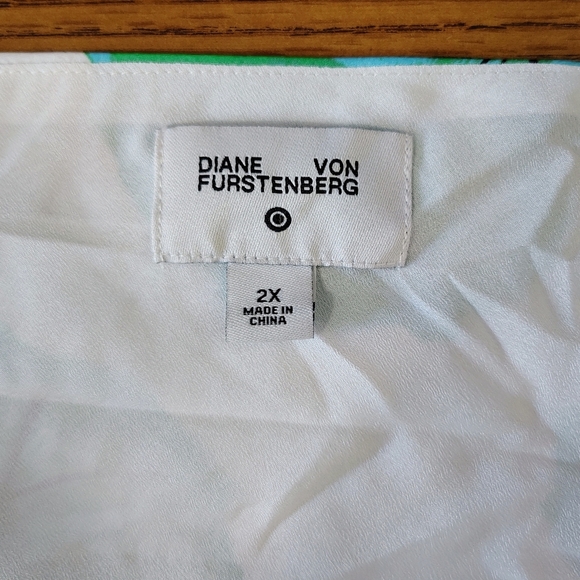 DIANE VON
FURSTENBERG
2X
MADE IN
CHINA